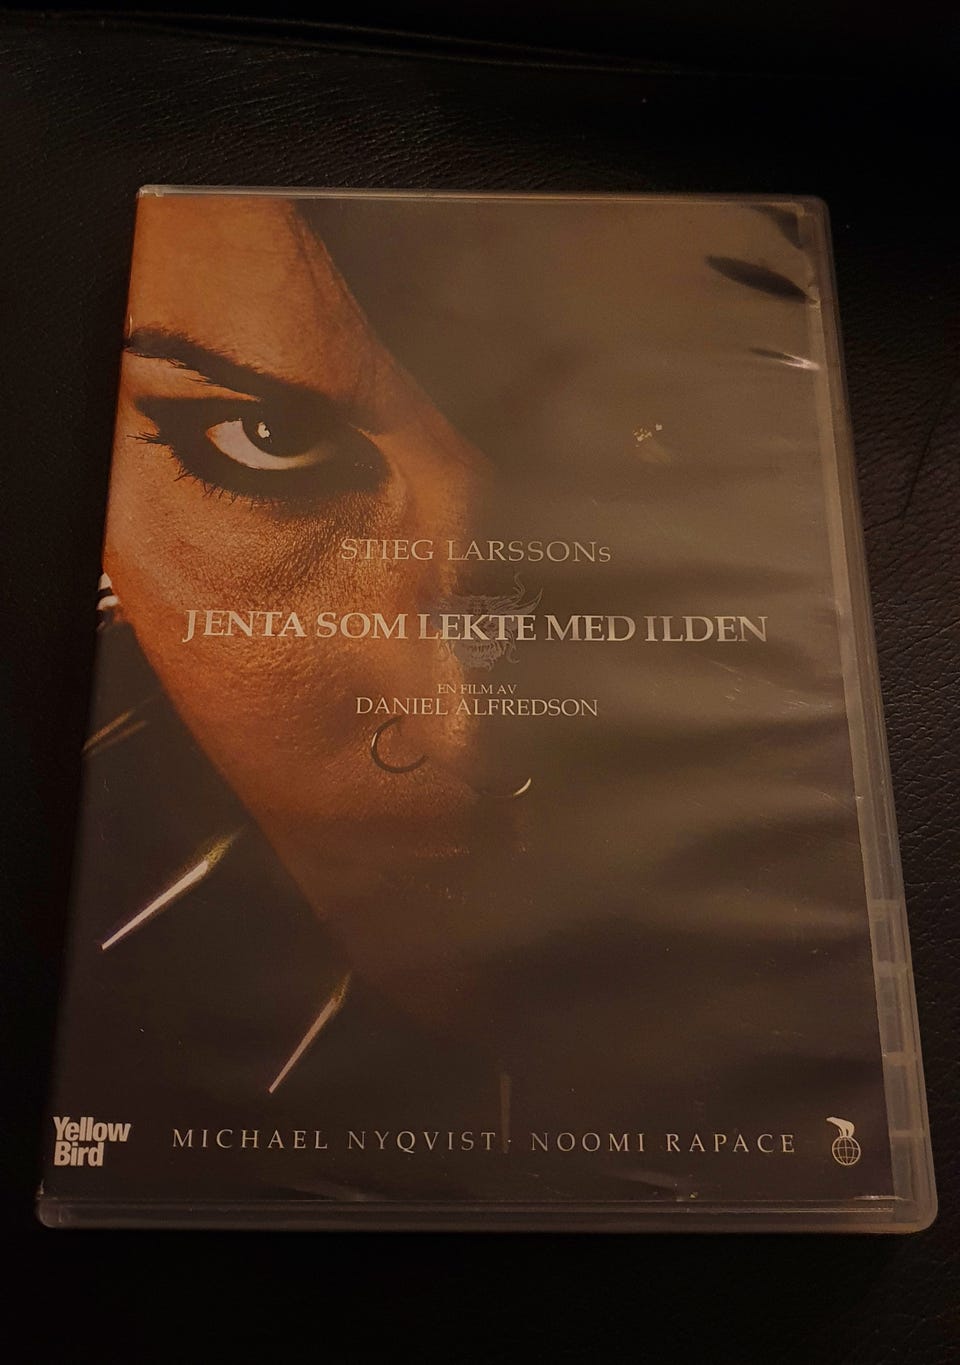 STIEG LARSSONs
JENTA SOM LEKTE MED ILDEN
EN FILM AV
DANIEL ALFREDSON
Yellow
Bird
MICHAEL NYQVIST · NOOMI RAPACE